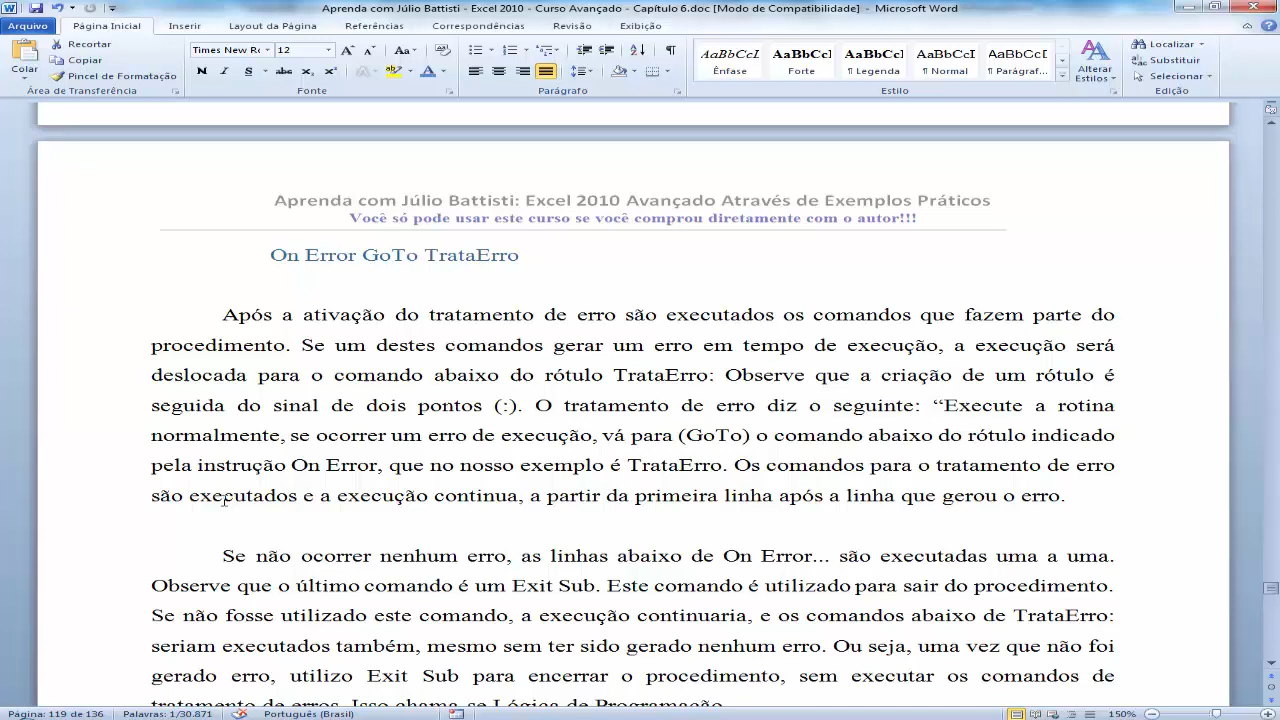 Aprenda com Júlio Battisti - Excel 2010 - Curso Avançado - Capítulo 6.doc [Modo de Compatibilidade] - Microsoft Word
Arquivo Página Inicial Inserir Layout da Página Referências Correspondências Revisão Exibição
Colar
Recortar
Copiar
Pincel de Formatação
Área de Transferência
Times New Ro 12
Fonte
Parágrafo
AaBbCcI AaBbCcI AaBbCcI AaBbCcI AaBbCcI
Ênfase Forte ¶ Legenda ¶ Normal ¶ Parágraf...
Alterar Estilos
Estilo
Localizar
Substituir
Selecionar
Edição
Aprenda com Júlio Battisti: Excel 2010 Avançado Através de Exemplos Práticos
Você só pode usar este curso se você comprou diretamente com o autor!!!
On Error GoTo TrataErro
Após a ativação do tratamento de erro são executados os comandos que fazem parte do
procedimento. Se um destes comandos gerar um erro em tempo de execução, a execução será
deslocada para o comando abaixo do rótulo TrataErro: Observe que a criação de um rótulo é
seguida do sinal de dois pontos (:). O tratamento de erro diz o seguinte: “Execute a rotina
normalmente, se ocorrer um erro de execução, vá para (GoTo) o comando abaixo do rótulo indicado
pela instrução On Error, que no nosso exemplo é TrataErro. Os comandos para o tratamento de erro
são executados e a execução continua, a partir da primeira linha após a linha que gerou o erro.
Se não ocorrer nenhum erro, as linhas abaixo de On Error... são executadas uma a uma.
Observe que o último comando é um Exit Sub. Este comando é utilizado para sair do procedimento.
Se não fosse utilizado este comando, a execução continuaria, e os comandos abaixo de TrataErro:
seriam executados também, mesmo sem ter sido gerado nenhum erro. Ou seja, uma vez que não foi
gerado erro, utilizo Exit Sub para encerrar o procedimento, sem executar os comandos de
tratamento de erros. Isso chama-se Lógica de Programação
Página: 119 de 136 Palavras: 1/30.871 Português (Brasil) 150%